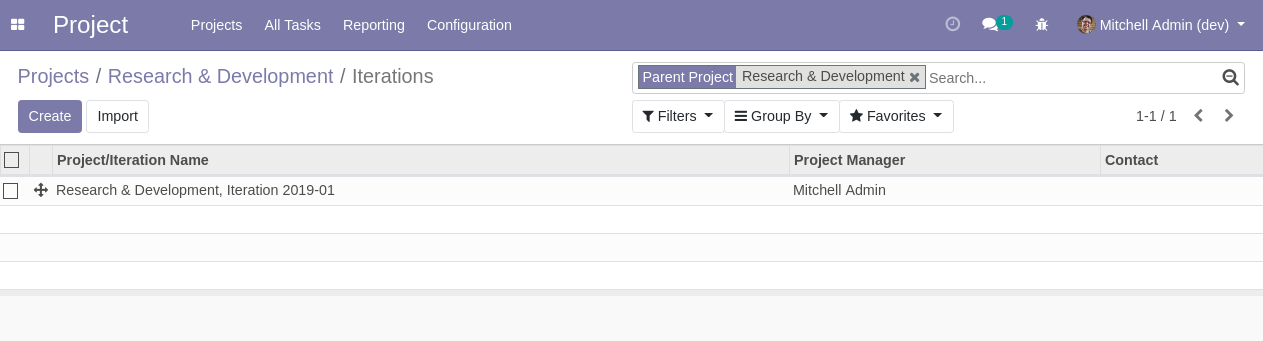 Project Projects All Tasks Reporting Configuration 1 Mitchell Admin (dev)
Projects / Research & Development / Iterations
Parent Project Research & Development Search...
Create Import
Filters Group By Favorites 1-1 / 1
Project/Iteration Name Project Manager Contact
Research & Development, Iteration 2019-01 Mitchell Admin